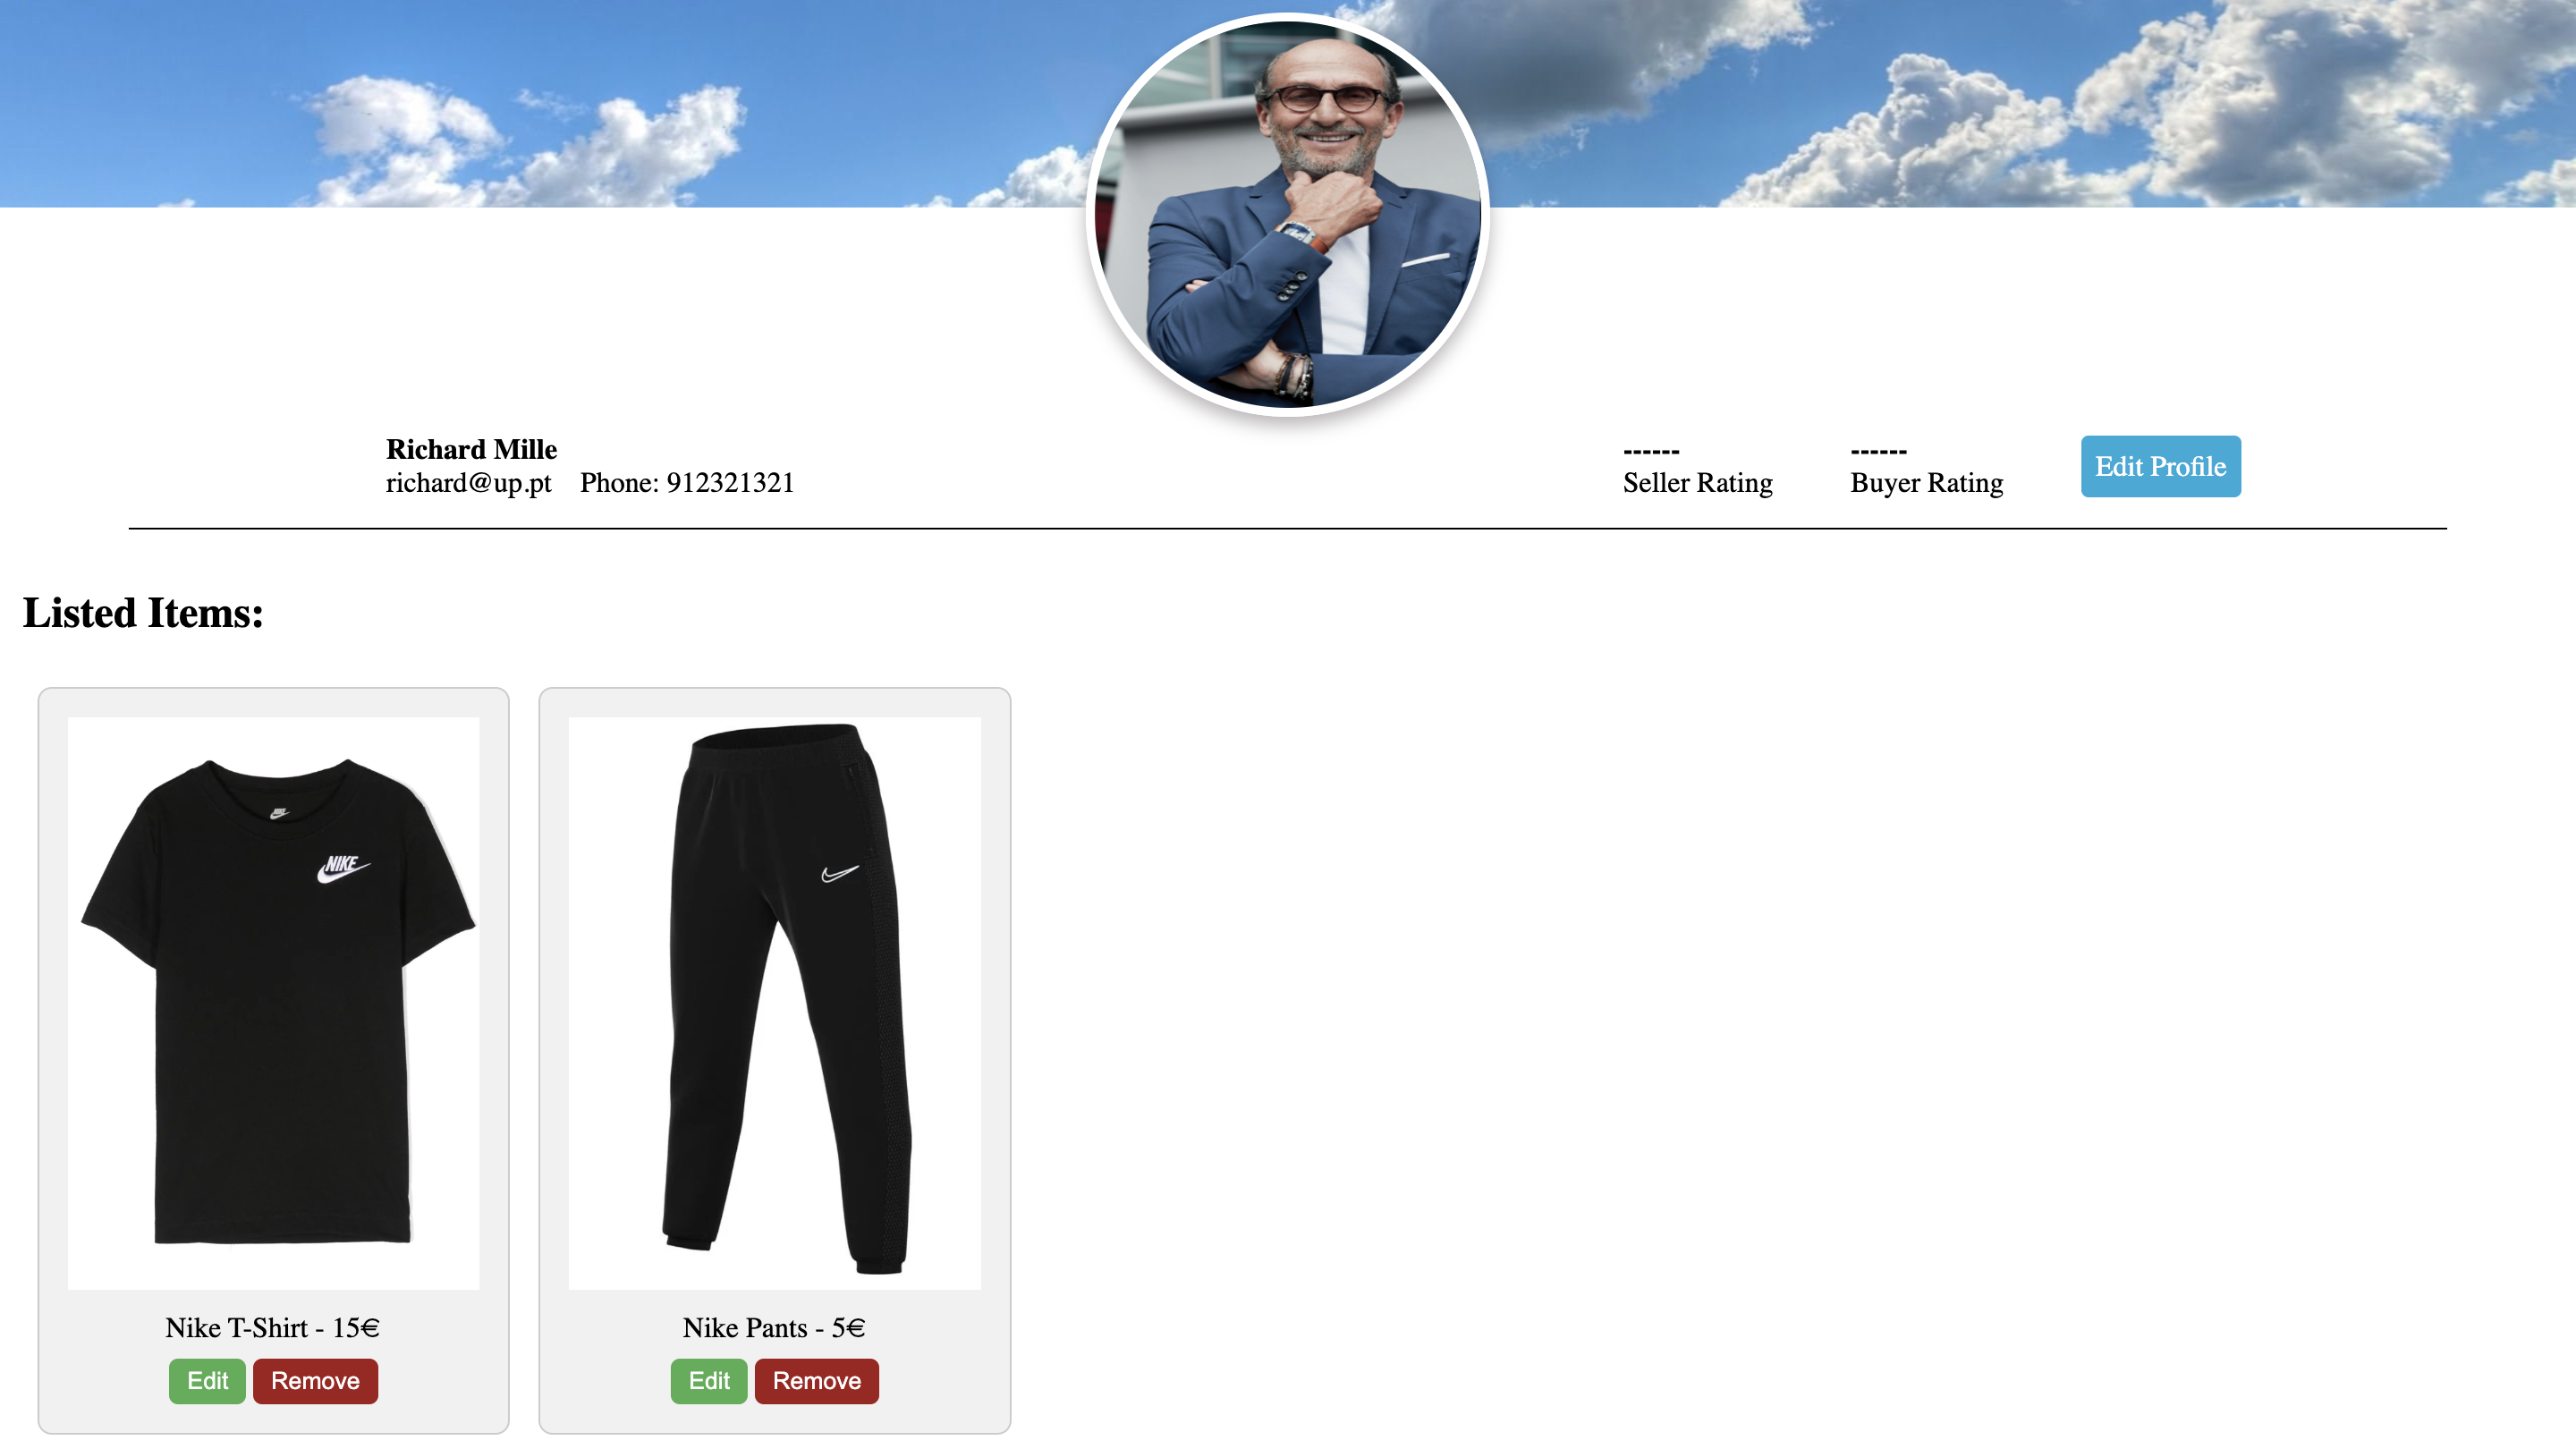 Richard Mille
richard@up.pt Phone: 912321321
------
Seller Rating
------
Buyer Rating
Edit Profile
Listed Items:
NIKE
Nike T-Shirt - 15€
Edit Remove
Nike Pants - 5€
Edit Remove